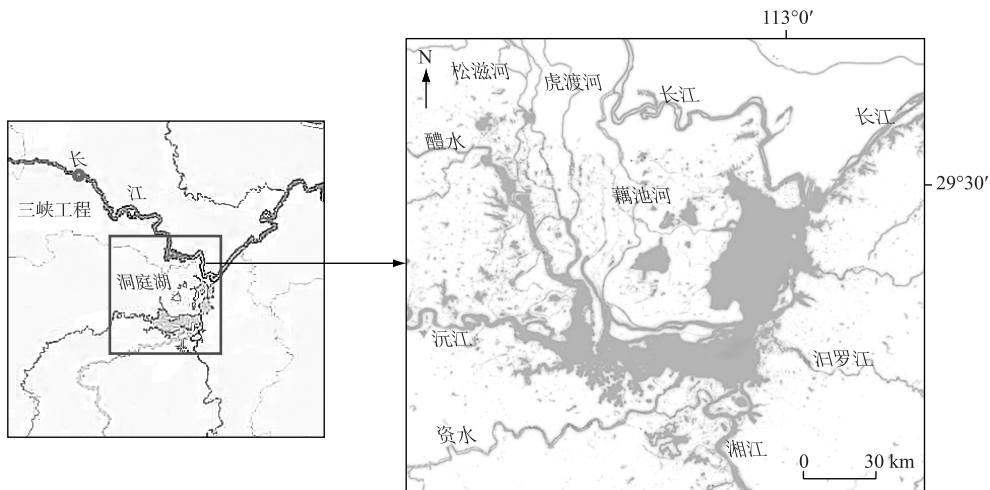 113°0′
N
松滋河
虎渡河
长江
长江
醴水
长
江
三峡工程
藕池河
29°30′
洞庭湖
沅江
汨罗江
资水
湘江
0 30 km